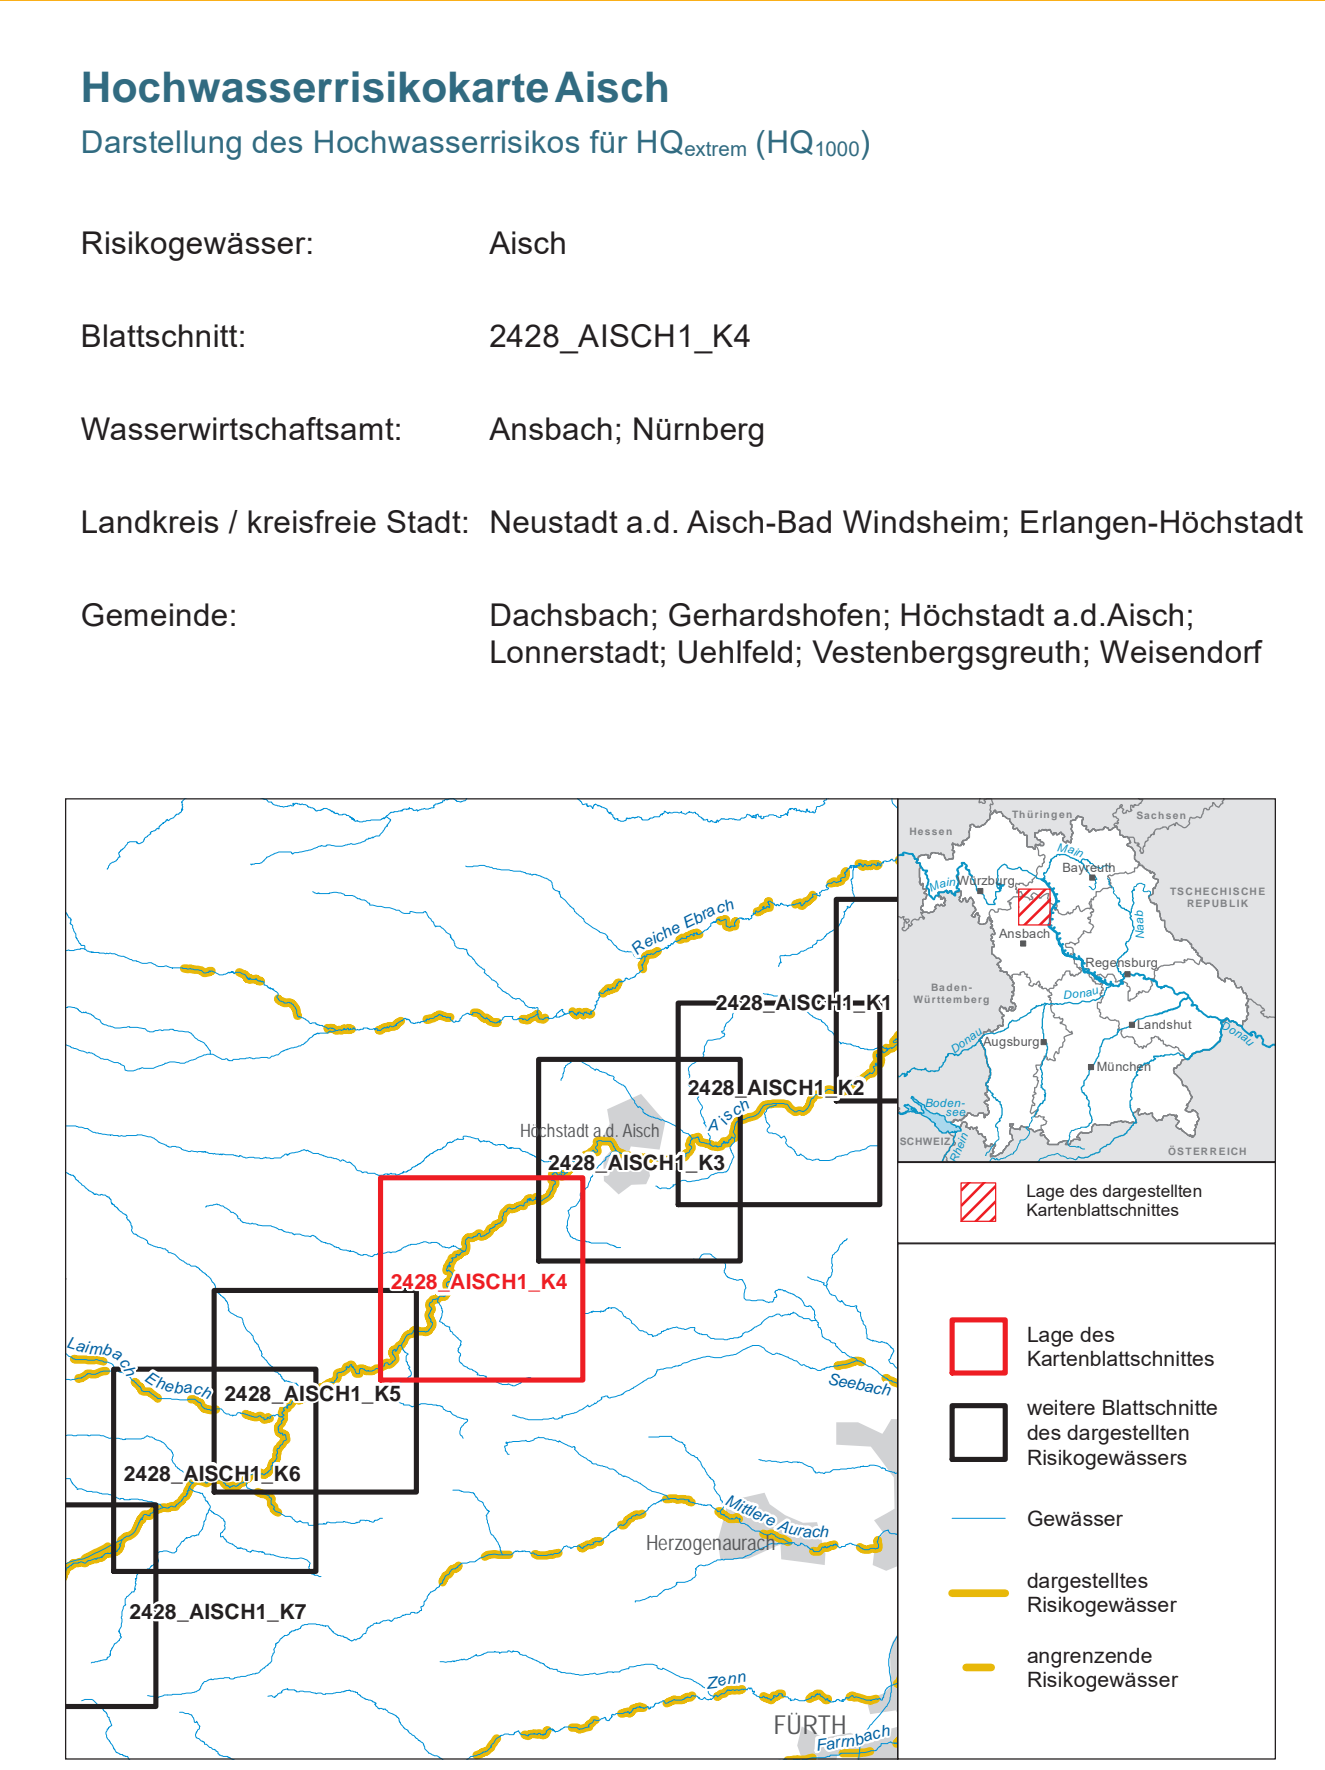 Hochwasserrisikokarte Aisch
Darstellung des Hochwasserrisikos für HQextrem (HQ1000)
Risikogewässer: Aisch
Blattschnitt: 2428_AISCH1_K4
Wasserwirtschaftsamt: Ansbach; Nürnberg
Landkreis / kreisfreie Stadt: Neustadt a.d. Aisch-Bad Windsheim; Erlangen-Höchstadt
Gemeinde: Dachsbach; Gerhardshofen; Höchstadt a.d.Aisch;
Lonnerstadt; Uehlfeld; Vestenbergsgreuth; Weisendorf
Reiche Ebrach
2428_AISCH1_K1
2428_AISCH1_K2
Aisch
Höchstadt a.d. Aisch
2428_AISCH1_K3
2428_AISCH1_K4
Laimbach
Ehebach
2428_AISCH1_K5
Seebach
2428_AISCH1_K6
Mittlere Aurach
Herzogenaurach
2428_AISCH1_K7
Zenn
FÜRTH
Farrnbach
Thüringen
Sachsen
Hessen
Main
Bayreuth
Main
Würzburg
TSCHECHISCHE
REPUBLIK
Naab
Ansbach
Regensburg
Baden-
Württemberg
Donau
Landshut
Donau
Donau
Augsburg
München
Boden-
see
SCHWEIZ
Rhein
ÖSTERREICH
Lage des dargestellten
Kartenblattschnittes
Lage des
Kartenblattschnittes
weitere Blattschnitte
des dargestellten
Risikogewässers
Gewässer
dargestelltes
Risikogewässer
angrenzende
Risikogewässer